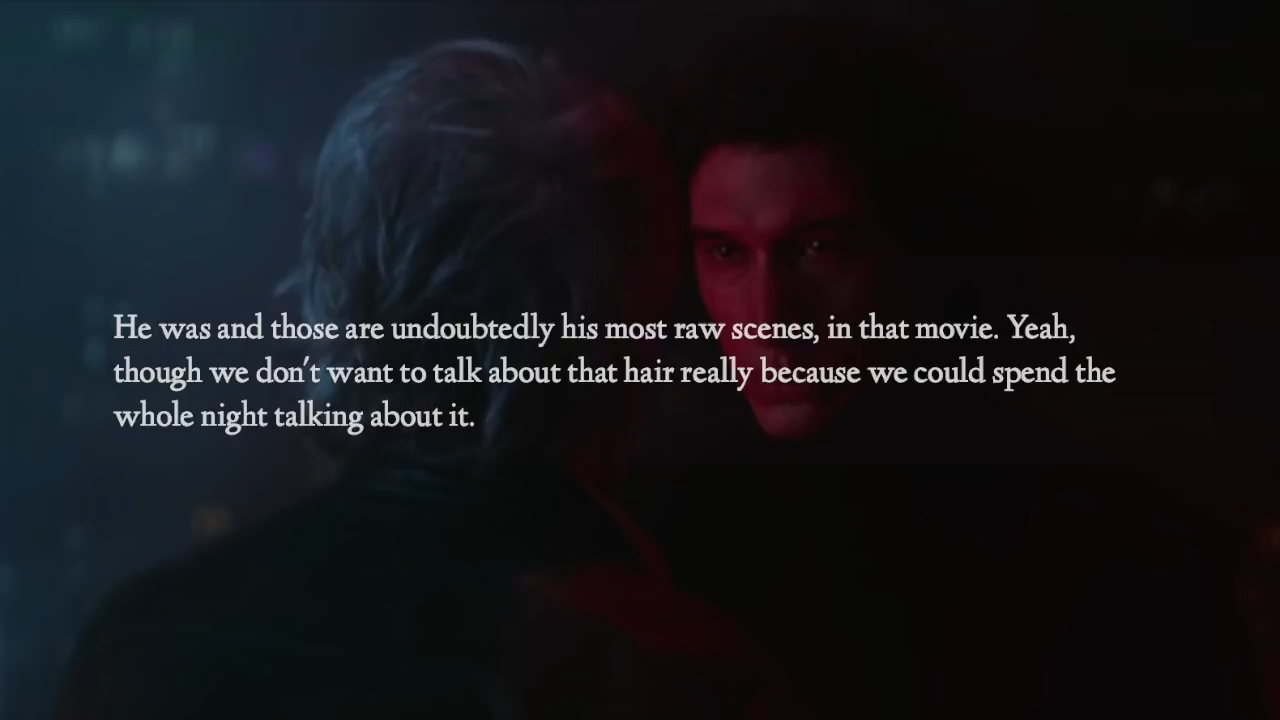 He was and those are undoubtedly his most raw scenes, in that movie. Yeah,
though we don't want to talk about that hair really because we could spend the
whole night talking about it.